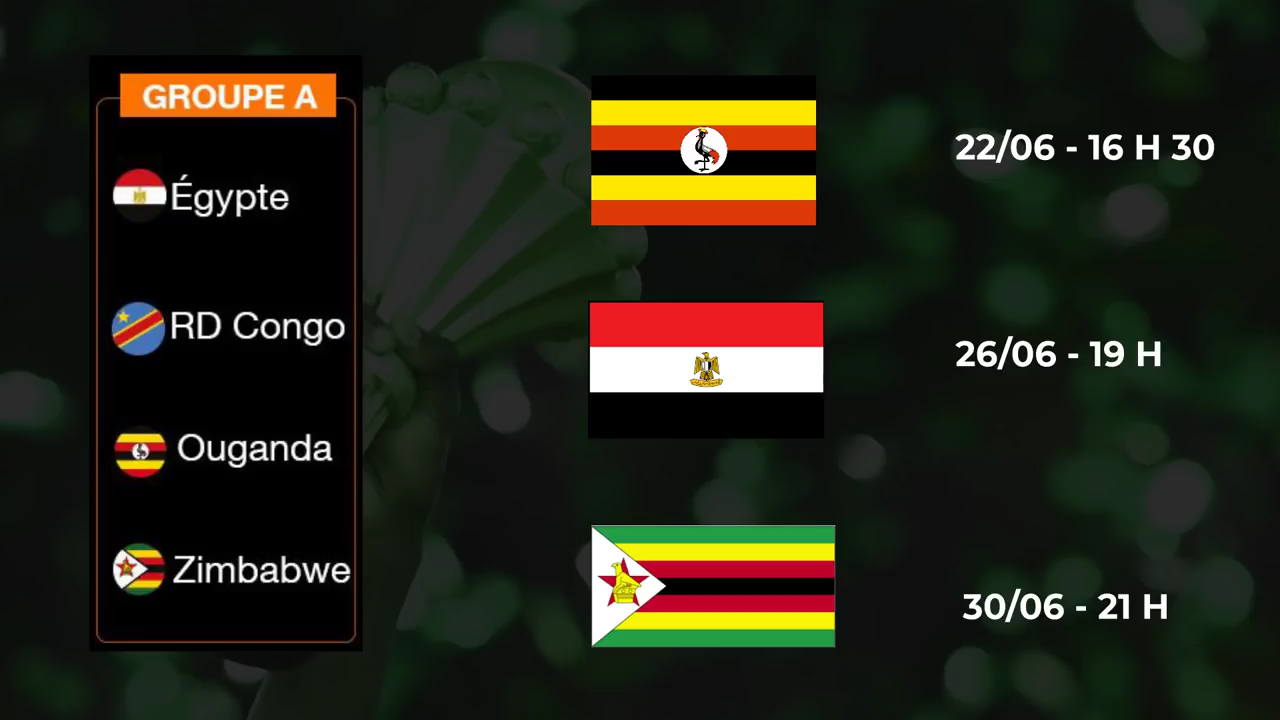 GROUPE A
Égypte
RD Congo
Ouganda
Zimbabwe
22/06 - 16 H 30
26/06 - 19 H
30/06 - 21 H